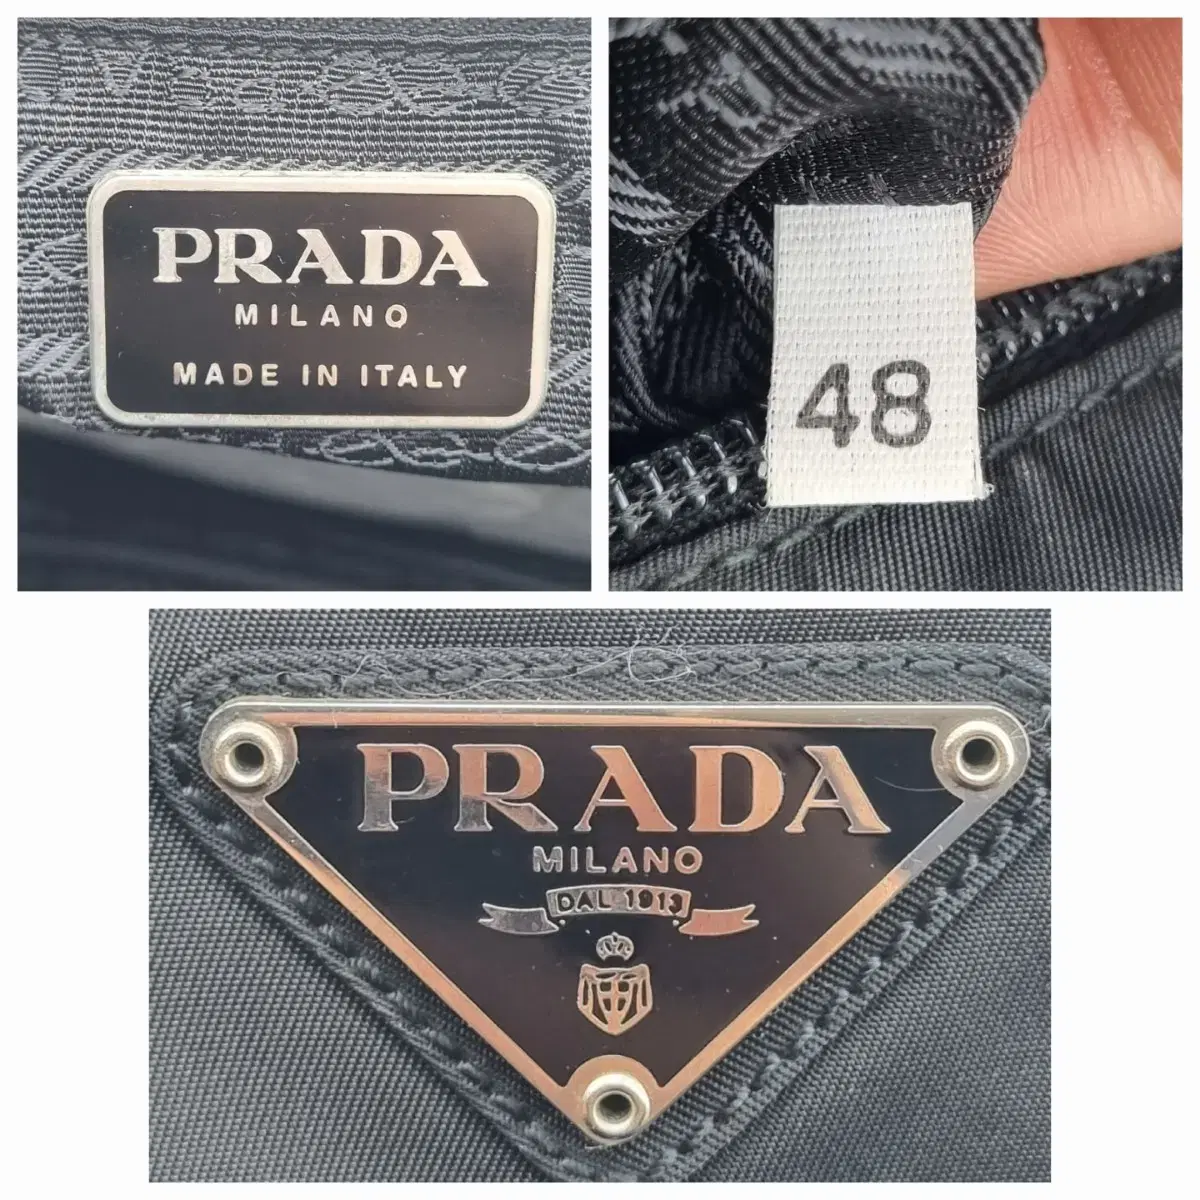 PRADA
MILANO
MADE IN ITALY
48
PRADA
MILANO
DAL 1913